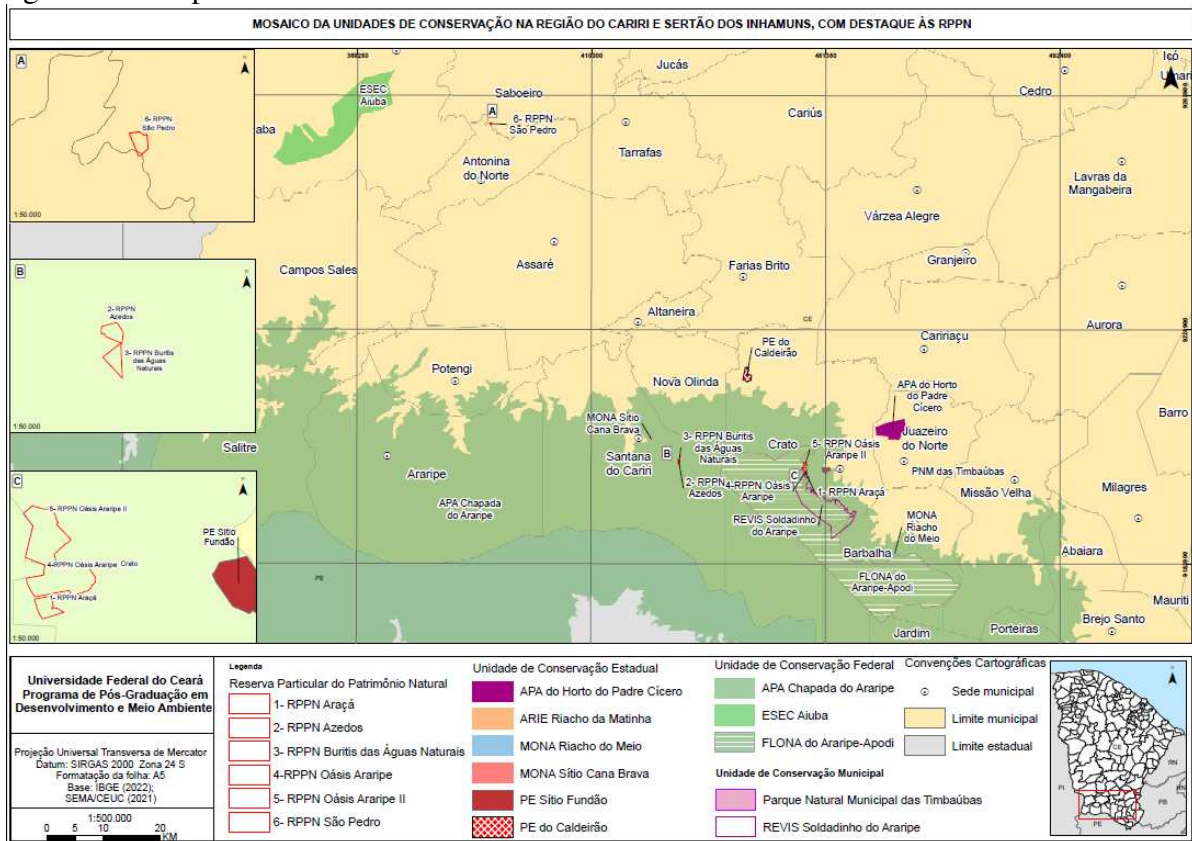 MOSAICO DA UNIDADES DE CONSERVAÇÃO NA REGIÃO DO CARIRI E SERTÃO DOS INHAMUNS, COM DESTAQUE ÀS RPPN
A
6- RPPN
São Pedro
1:50.000
B
2- RPPN
Azedos
3- RPPN Buritis
das Águas
Naturais
1:50.000
C
5- RPPN Oásis Araripe II
4-RPPN Oásis Araripe
Crato
1- RPPN Araçá
PE Sítio
Fundão
1:50.000
419300
492400
ESEC
Aiuba
aba
Saboeiro
A
6- RPPN
São Pedro
Antonina
do Norte
Jucás
Tarrafas
Cariús
Cedro
Icó
Umari
Lavras da
Mangabeira
Várzea Alegre
Granjeiro
Campos Sales
Assaré
Farias Brito
Altaneira
CE
Caririaçu
Aurora
PE do
Caldeirão
Potengi
Nova Olinda
APA do Horto
do Padre
Cícero
Barro
Juazeiro
do Norte
MONA Sítio
Cana Brava
3- RPPN Buritis
das Águas
Naturais
Crato
5- RPPN Oásis
Araripe II
Salitre
Araripe
Santana
do Cariri
B
2- RPPN
Azedos
4-RPPN Oásis
Araripe
C
1- RPPN Araçá
PNM das Timbaúbas
Missão Velha
Milagres
APA Chapada
do Araripe
REVIS Soldadinho
do Araripe
MONA
Riacho
do Meio
Barbalha
Abaiara
FLONA do
Araripe-Apodi
PE
Mauriti
Brejo Santo
Jardim
Porteiras
Universidade Federal do Ceará
Programa de Pós-Graduação em
Desenvolvimento e Meio Ambiente
Projeção Universal Transversa de Mercator
Datum: SIRGAS 2000 Zona 24 S
Formatação da folha: A5
Base: IBGE (2022);
SEMA/CEUC (2021)
1:500.000
0 5 10 20
KM
Legenda
Reserva Particular do Patrimônio Natural
1- RPPN Araçá
2- RPPN Azedos
3- RPPN Buritis das Águas Naturais
4-RPPN Oásis Araripe
5- RPPN Oásis Araripe II
6- RPPN São Pedro
Unidade de Conservação Estadual
APA do Horto do Padre Cícero
ARIE Riacho da Matinha
MONA Riacho do Meio
MONA Sítio Cana Brava
PE Sítio Fundão
PE do Caldeirão
Unidade de Conservação Federal
APA Chapada do Araripe
ESEC Aiuba
FLONA do Araripe-Apodi
Unidade de Conservação Municipal
Parque Natural Municipal das Timbaúbas
REVIS Soldadinho do Araripe
Convenções Cartográficas
Sede municipal
Limite municipal
Limite estadual
CE
PI
RN
PB
PE